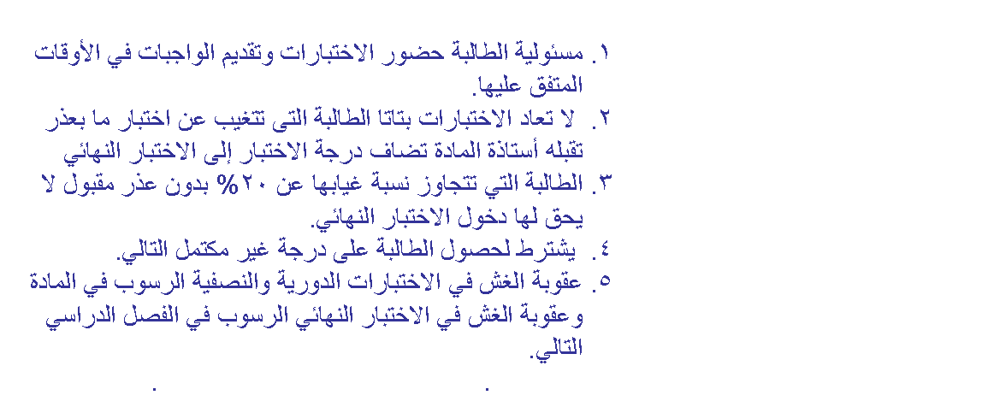 ١. مسئولية الطالبة حضور الاختبارات وتقديم الواجبات في الأوقات
المتفق عليها.
٢. لا تعاد الاختبارات بتاتا الطالبة التى تتغيب عن اختبار ما بعذر
تقبله أستاذة المادة تضاف درجة الاختبار إلى الاختبار النهائي
٣. الطالبة التي تتجاوز نسبة غيابها عن ٢٠% بدون عذر مقبول لا
يحق لها دخول الاختبار النهائي.
٤. يشترط لحصول الطالبة على درجة غير مكتمل التالي.
٥. عقوبة الغش في الاختبارات الدورية والنصفية الرسوب في المادة
وعقوبة الغش في الاختبار النهائي الرسوب في الفصل الدراسي
التالي.